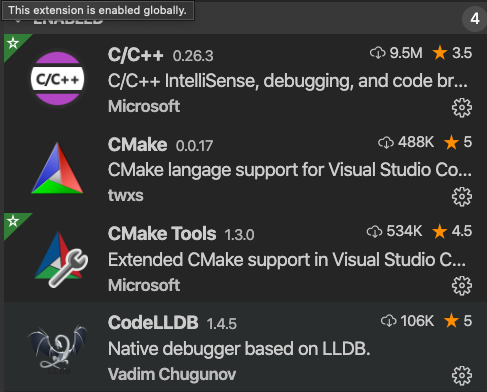 This extension is enabled globally.
ENABLED 4
C/C++ C/C++ 0.26.3 9.5M 3.5
C/C++ IntelliSense, debugging, and code br...
Microsoft
CMake 0.0.17 488K 5
CMake langage support for Visual Studio Co...
twxs
CMake Tools 1.3.0 534K 4.5
Extended CMake support in Visual Studio C...
Microsoft
CodeLLDB 1.4.5 106K 5
Native debugger based on LLDB.
Vadim Chugunov